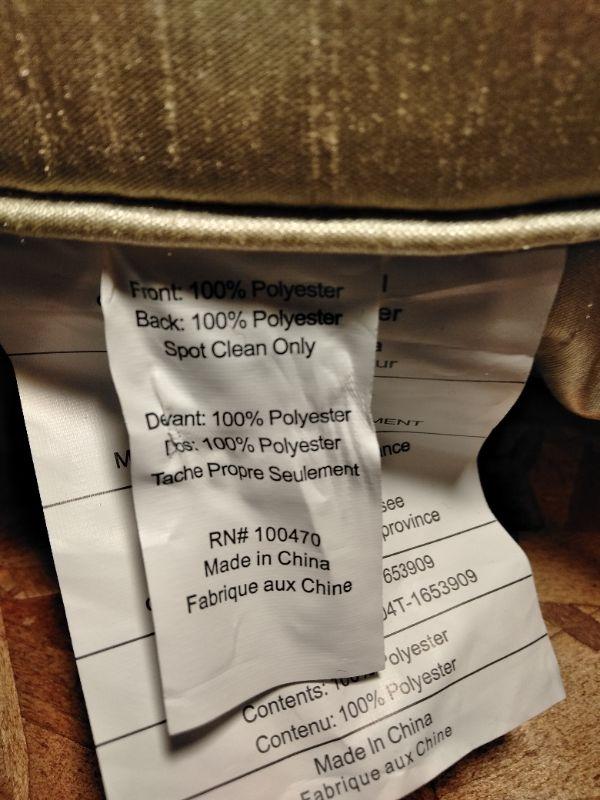 Front: 100% Polyester
Back: 100% Polyester
Spot Clean Only
Devant: 100% Polyester
Dos: 100% Polyester
Tache Propre Seulement
RN# 100470
Made in China
Fabrique aux Chine
er
ur
MENT
nce
see
province
653909
04T-1653909
Contents: 100% Polyester
Contenu: 100% Polyester
Made In China
Fabrique aux Chine